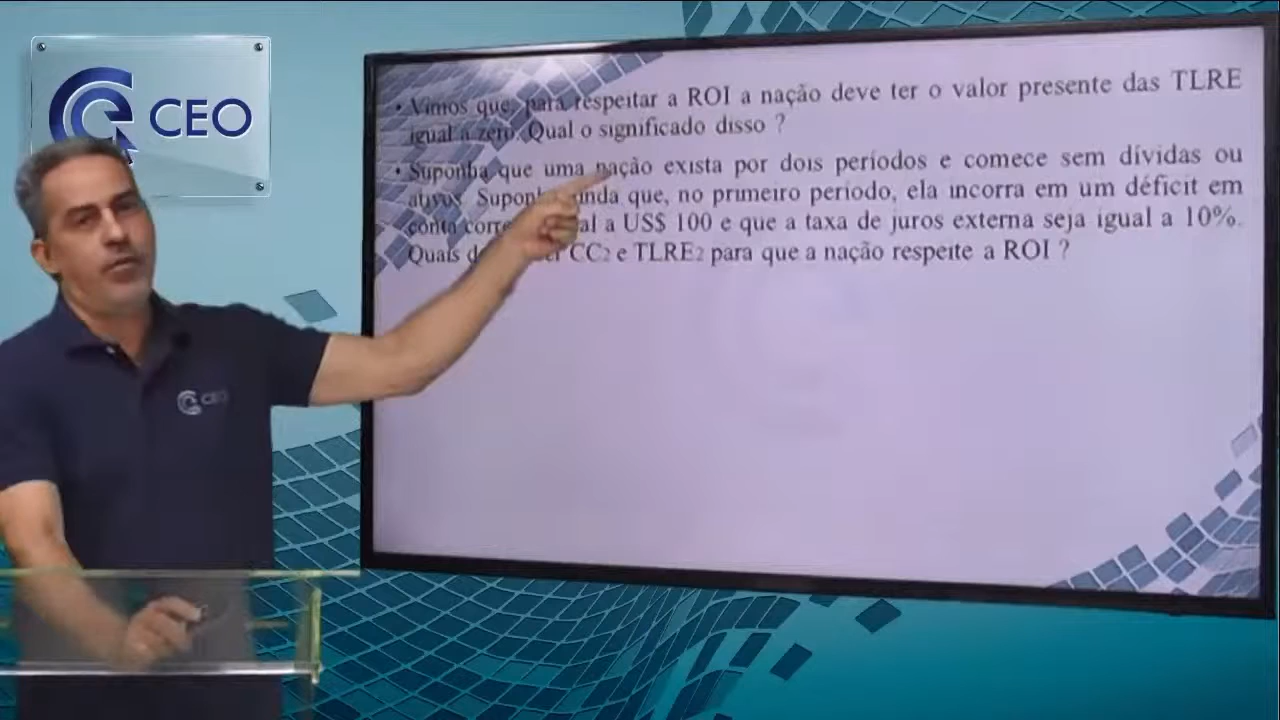 CEO
• Vimos que, para respeitar a ROI a nação deve ter o valor presente das TLRE
igual a zero. Qual o significado disso ?
• Suponha que uma nação exista por dois períodos e comece sem dívidas ou
ativos. Suponha ainda que, no primeiro período, ela incorra em um déficit em
conta corrente igual a US$ 100 e que a taxa de juros externa seja igual a 10%.
Quais CC2 e TLRE2 para que a nação respeite a ROI ?
CEO